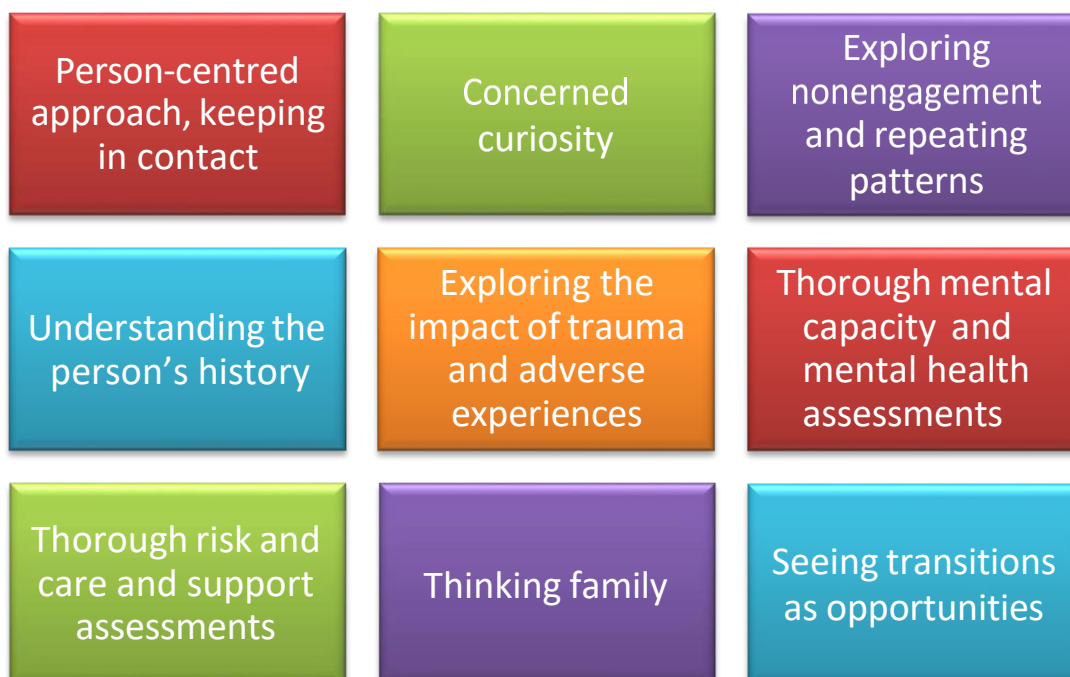 Person-centred
approach, keeping
in contact
Concerned
curiosity
Exploring
nonengagement
and repeating
patterns
Understanding the
person's history
Exploring the
impact of trauma
and adverse
experiences
Thorough mental
capacity and
mental health
assessments
Thorough risk and
care and support
assessments
Thinking family
Seeing transitions
as opportunities